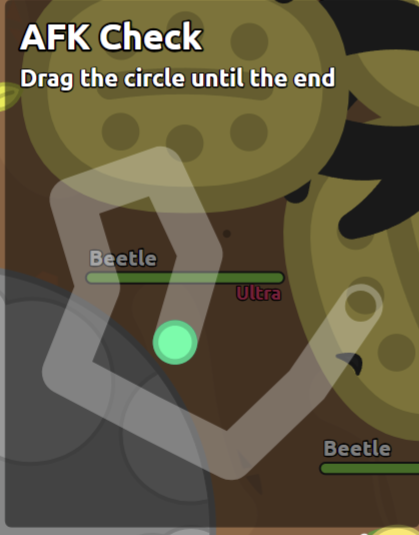 AFK Check
Drag the circle until the end
Beetle
Ultra
Beetle